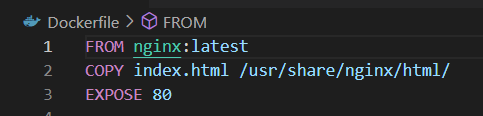 Dockerfile > FROM
1 FROM nginx:latest
2 COPY index.html /usr/share/nginx/html/
3 EXPOSE 80